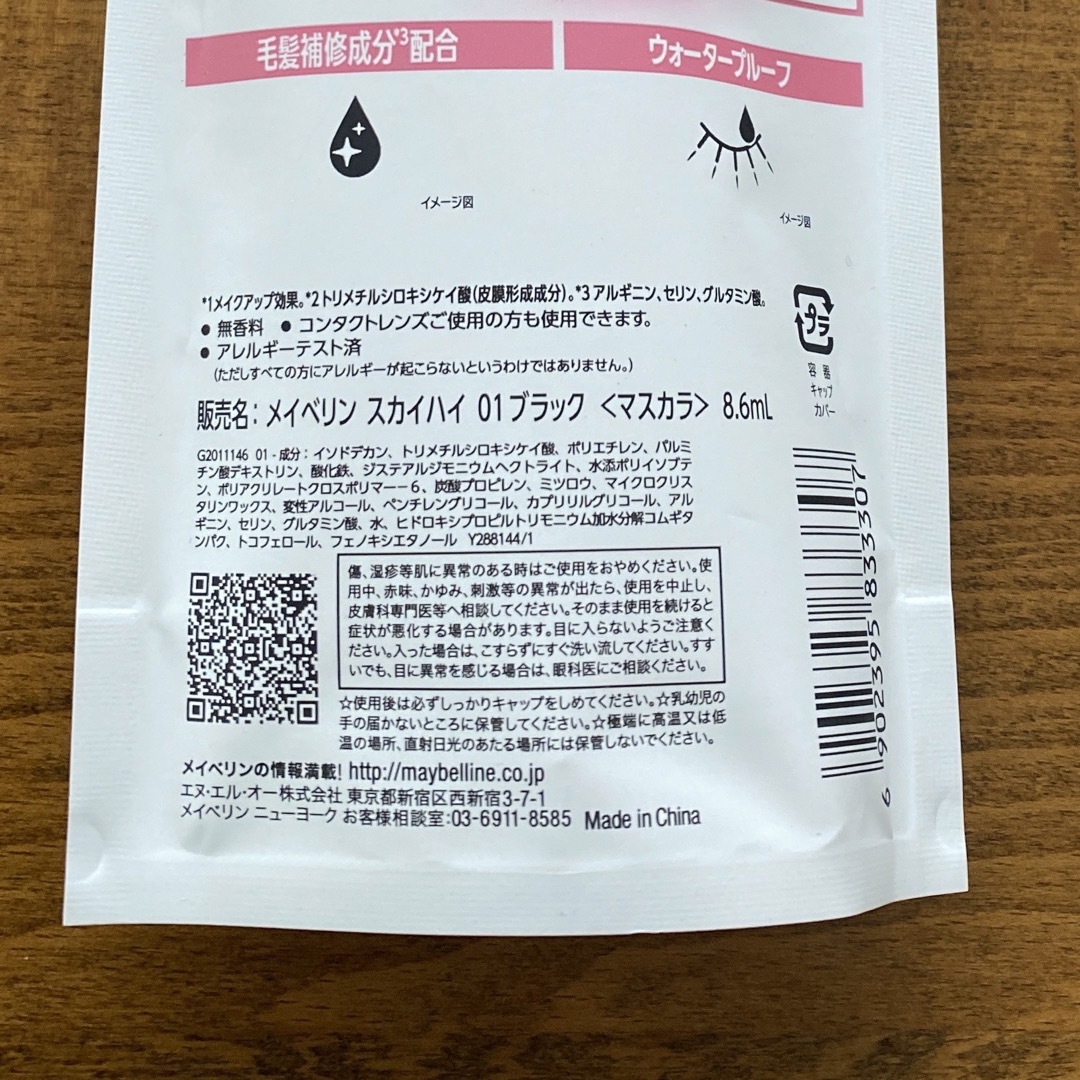 毛髪補修成分*3配合
ウォータープルーフ
イメージ図
イメージ図
*1メイクアップ効果。*2トリメチルシロキシケイ酸(皮膜形成成分)。*3アルギニン、セリン、グルタミン酸。
● 無香料 ● コンタクトレンズご使用の方も使用できます。
● アレルギーテスト済
(ただしすべての方にアレルギーが起こらないというわけではありません。)
プラ
容器
キャップ
カバー
販売名: メイベリン スカイハイ 01ブラック <マスカラ> 8.6mL
G2011146 01 - 成分:イソドデカン、トリメチルシロキシケイ酸、ポリエチレン、パルミ
チン酸デキストリン、酸化鉄、ジステアルジモニウムヘクトライト、水添ポリイソブテ
ン、ポリアクリレートクロスポリマー-6、炭酸プロピレン、ミツロウ、マイクロクリス
タリンワックス、変性アルコール、ペンチレングリコール、カプリリルグリコール、アル
ギニン、セリン、グルタミン酸、水、ヒドロキシプロピルトリモニウム加水分解コムギタ
ンパク、トコフェロール、フェノキシエタノール Y288144/1
傷、湿疹等肌に異常のある時はご使用をおやめください。使
用中、赤味、かゆみ、刺激等の異常が出たら、使用を中止し、
皮膚科専門医等へ相談してください。そのまま使用を続けると
症状が悪化する場合があります。目に入らないようご注意く
ださい。入った場合は、こすらずにすぐ洗い流してください。すす
いでも、目に異常を感じる場合は、眼科医にご相談ください。
☆使用後は必ずしっかりキャップをしめてください。☆乳幼児の
手の届かないところに保管してください。☆極端に高温又は低
温の場所、直射日光のあたる場所には保管しないでください。
メイベリンの情報満載! http://maybelline.co.jp
エヌ・エル・オー株式会社 東京都新宿区西新宿3-7-1
メイベリン ニューヨーク お客様相談室:03-6911-8585 Made in China
6 902395 833307